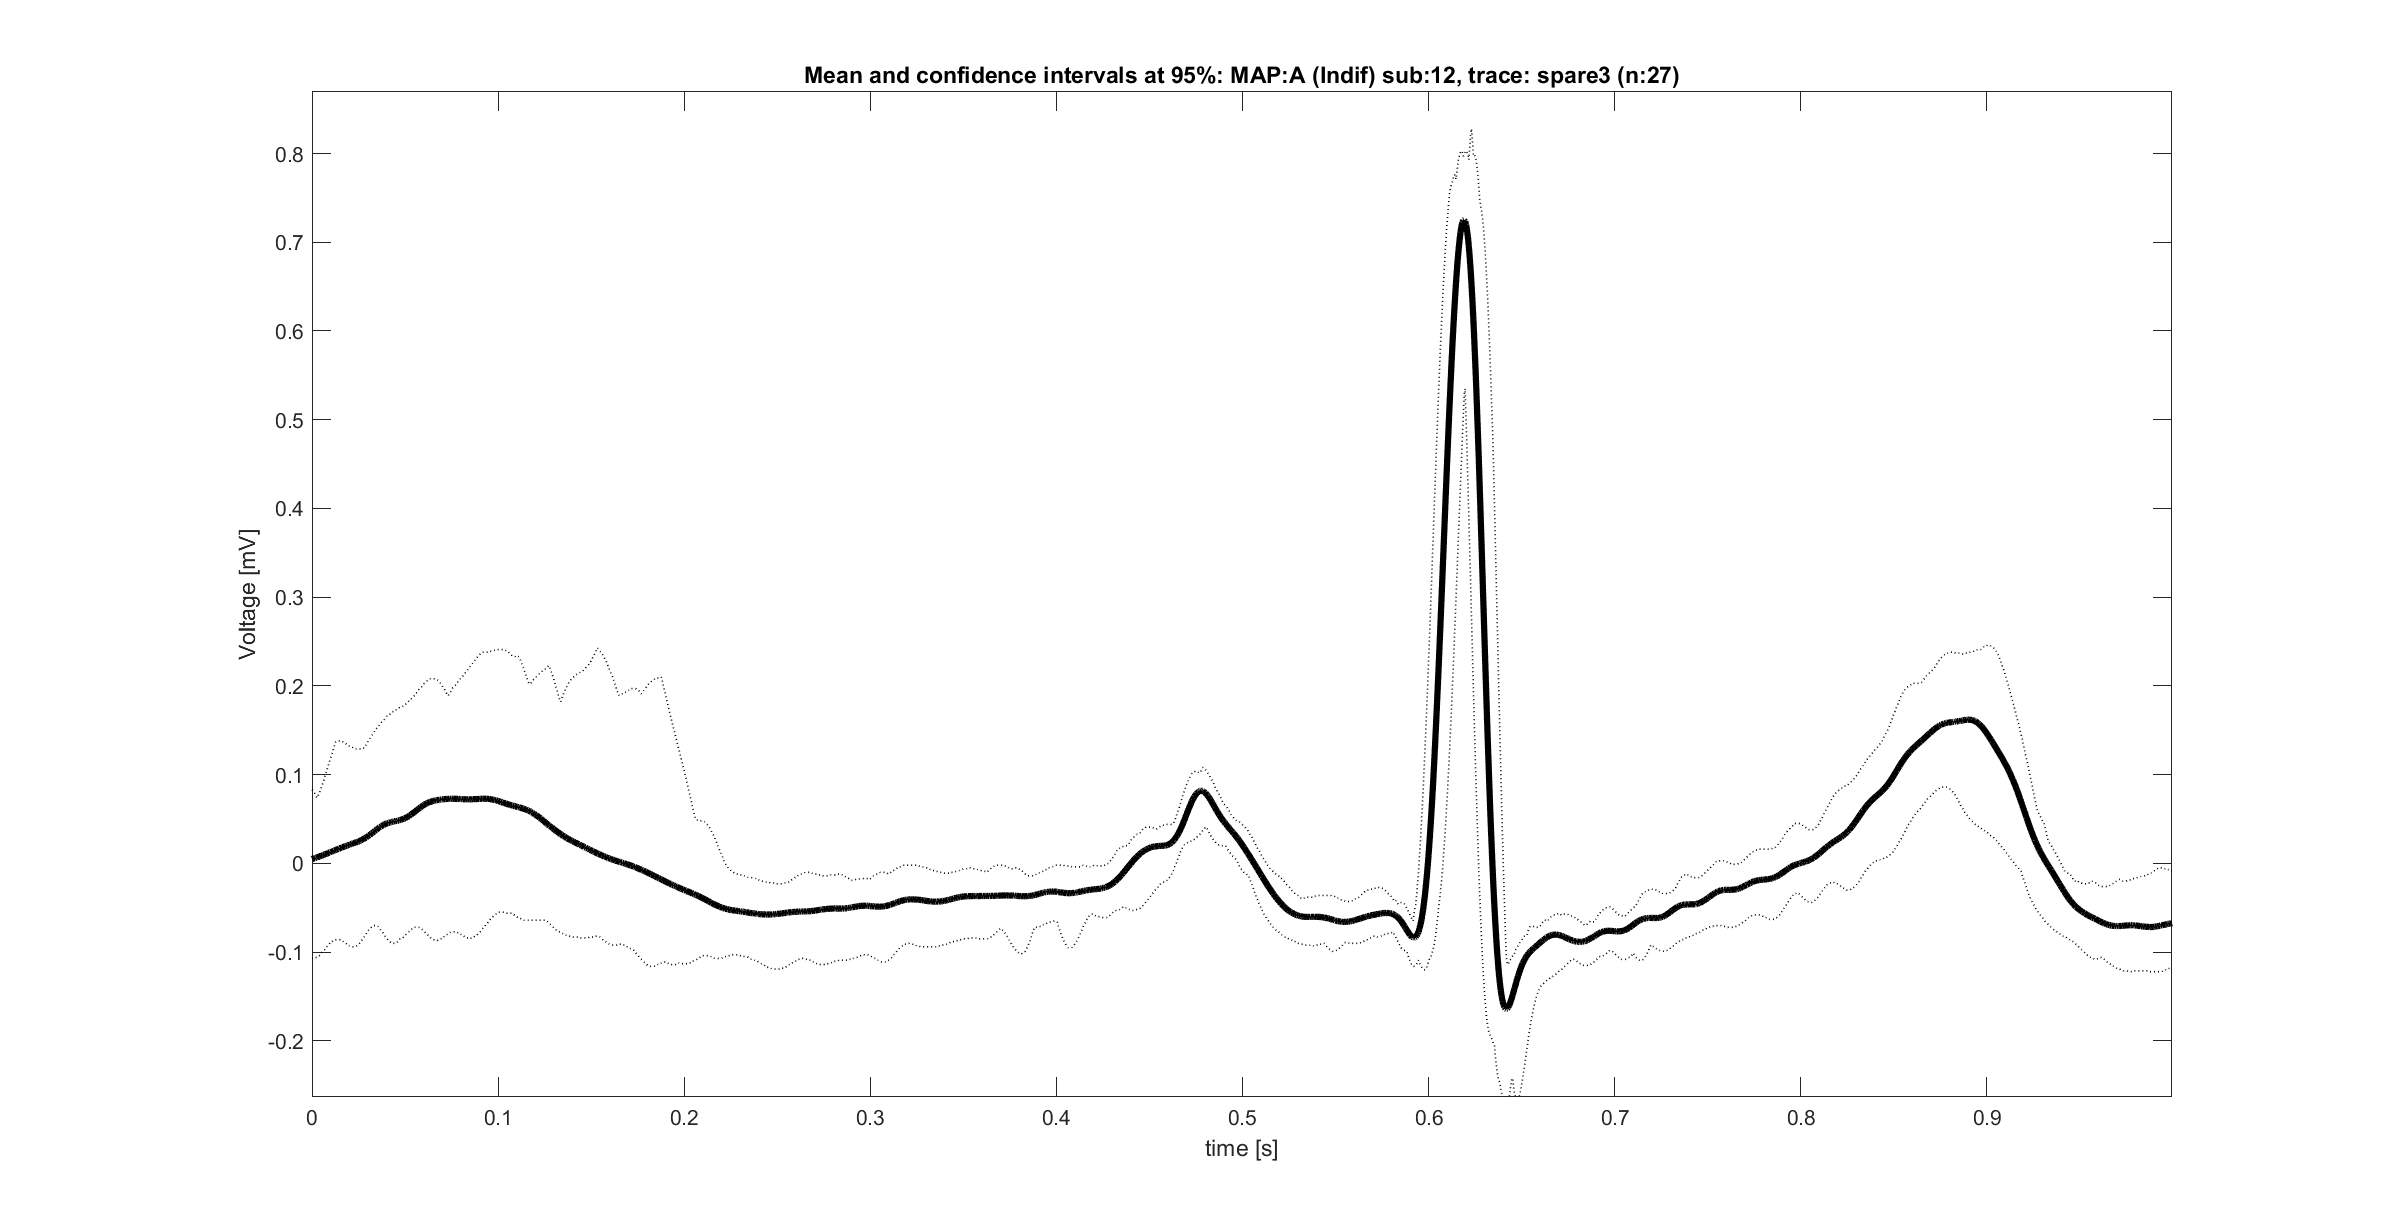 Mean and confidence intervals at 95%: MAP:A (Indif) sub:12, trace: spare3 (n:27)
0.8
0.7
0.6
0.5
0.4
0.3
0.2
0.1
0
-0.1
-0.2
Voltage [mV]
0 0.1 0.2 0.3 0.4 0.5 0.6 0.7 0.8 0.9
time [s]